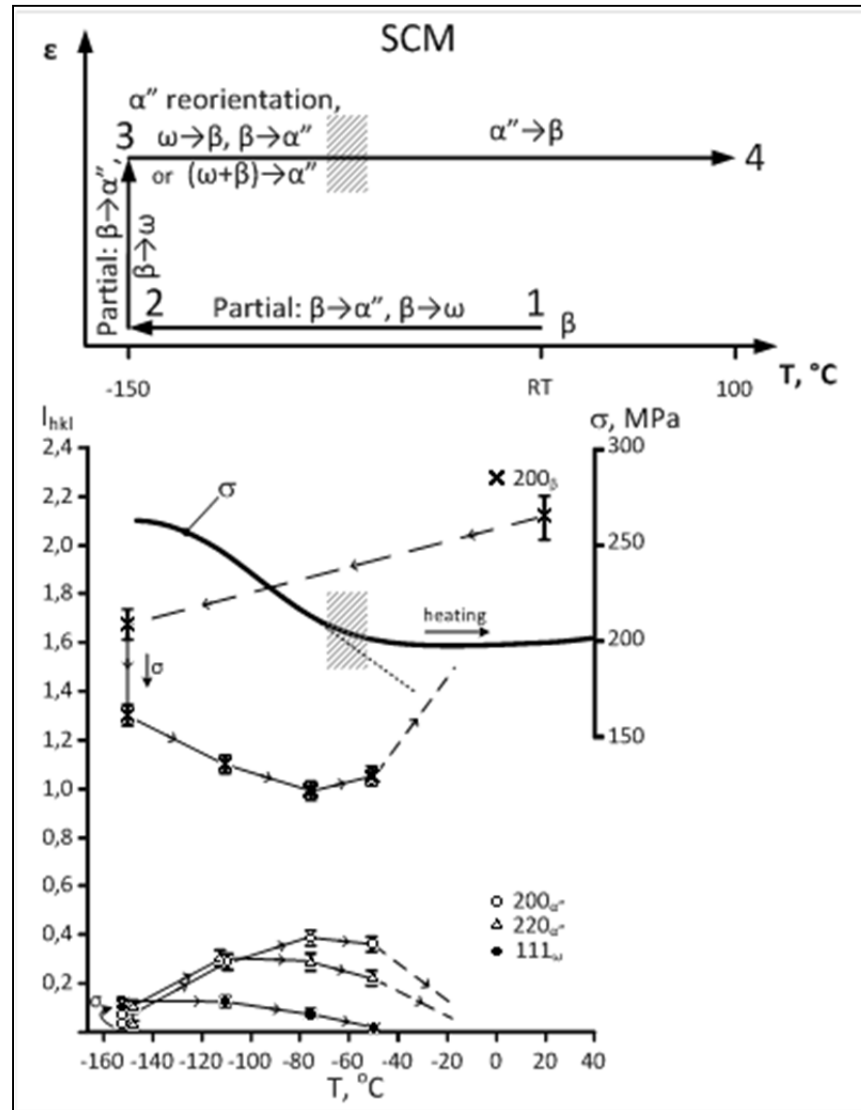 SCM
ε
α″ reorientation,
3 ω→β, β→α″ α″→β
or (ω+β)→α″ 4
Partial: β→α″,
β→ω
2 Partial: β→α″, β→ω 1 β
-150 RT 100 T, °C
I hkl σ, MPa
2,4 300
200β
2,2 σ
2,0 250
1,8
heating
1,6 200
σ
1,4
1,2 150
1,0
0,8
0,6
200α″
220α″
0,4 111ω
0,2
σ
-160 -140 -120 -100 -80 -60 -40 -20 0 20 40
T, °C